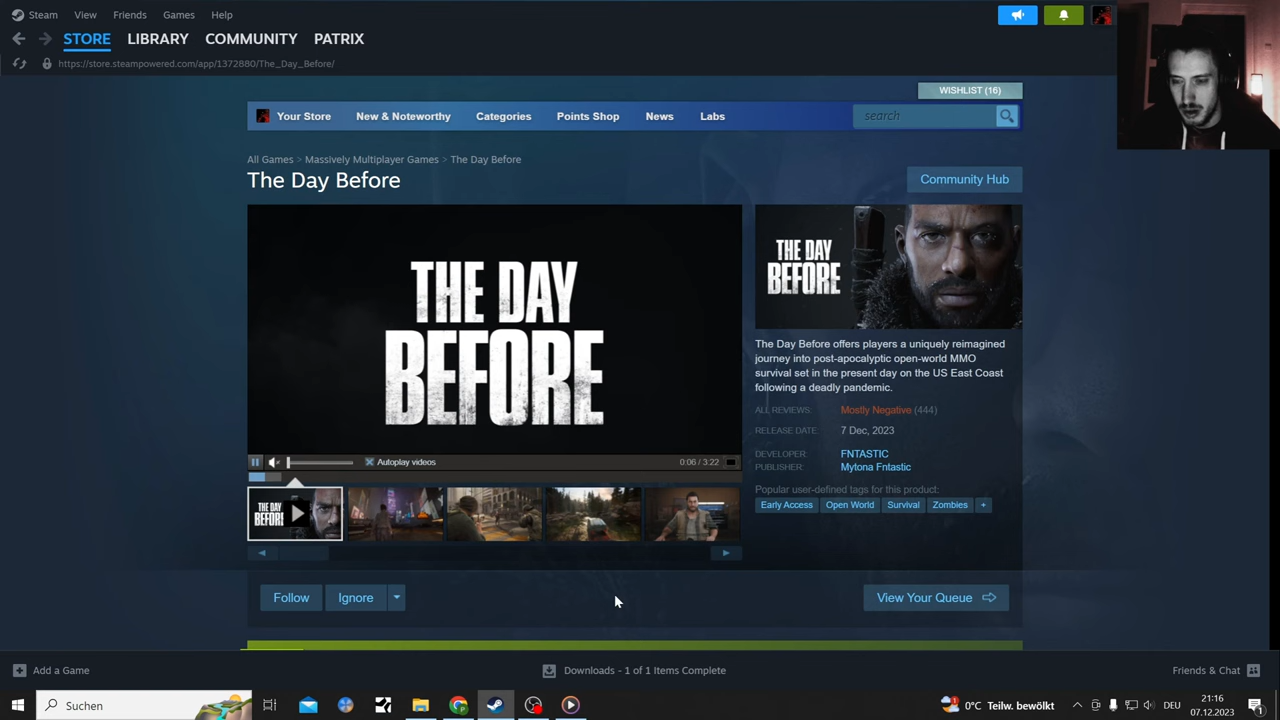 Steam View Friends Games Help
STORE LIBRARY COMMUNITY PATRIX
https://store.steampowered.com/app/1372880/The_Day_Before/
WISHLIST (16)
Your Store New & Noteworthy Categories Points Shop News Labs search
All Games > Massively Multiplayer Games > The Day Before
The Day Before
Community Hub
THE DAY
BEFORE
THE DAY
BEFORE
The Day Before offers players a uniquely reimagined
journey into post-apocalyptic open-world MMO
survival set in the present day on the US East Coast
following a deadly pandemic.
ALL REVIEWS: Mostly Negative (444)
RELEASE DATE: 7 Dec, 2023
DEVELOPER: FNTASTIC
PUBLISHER: Mytona Fntastic
Popular user-defined tags for this product:
Early Access Open World Survival Zombies +
Autoplay videos 0:06 / 3:22
THE DAY
BEFORE
Follow Ignore View Your Queue
Add a Game Downloads - 1 of 1 Items Complete Friends & Chat
Suchen 0°C Teilw. bewölkt DEU 21:16
07.12.2023